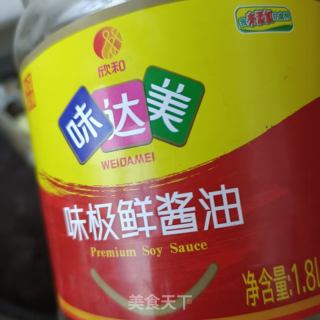 欣和
味达美
WEIDAMEI
味极鲜酱油
Premium Soy Sauce
净含量:1.8L
美食天下